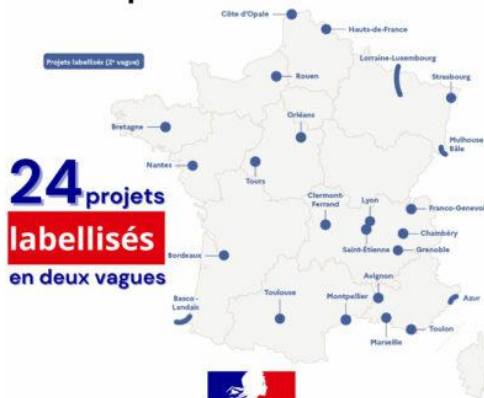 Côte d'Opale
Hauts-de-France
Projets labellisés (2e vague)
Lorraine-Luxembourg
Rouen
Strasbourg
Orléans
Bretagne
Mulhouse
Bâle
Nantes
Tours
24 projets
labellisés
en deux vagues
Clermont-
Ferrand
Lyon
Franco-Genevois
Chambéry
Saint-Étienne
Grenoble
Bordeaux
Avignon
Basco -
Landais
Toulouse
Montpellier
Azur
Toulon
Marseille